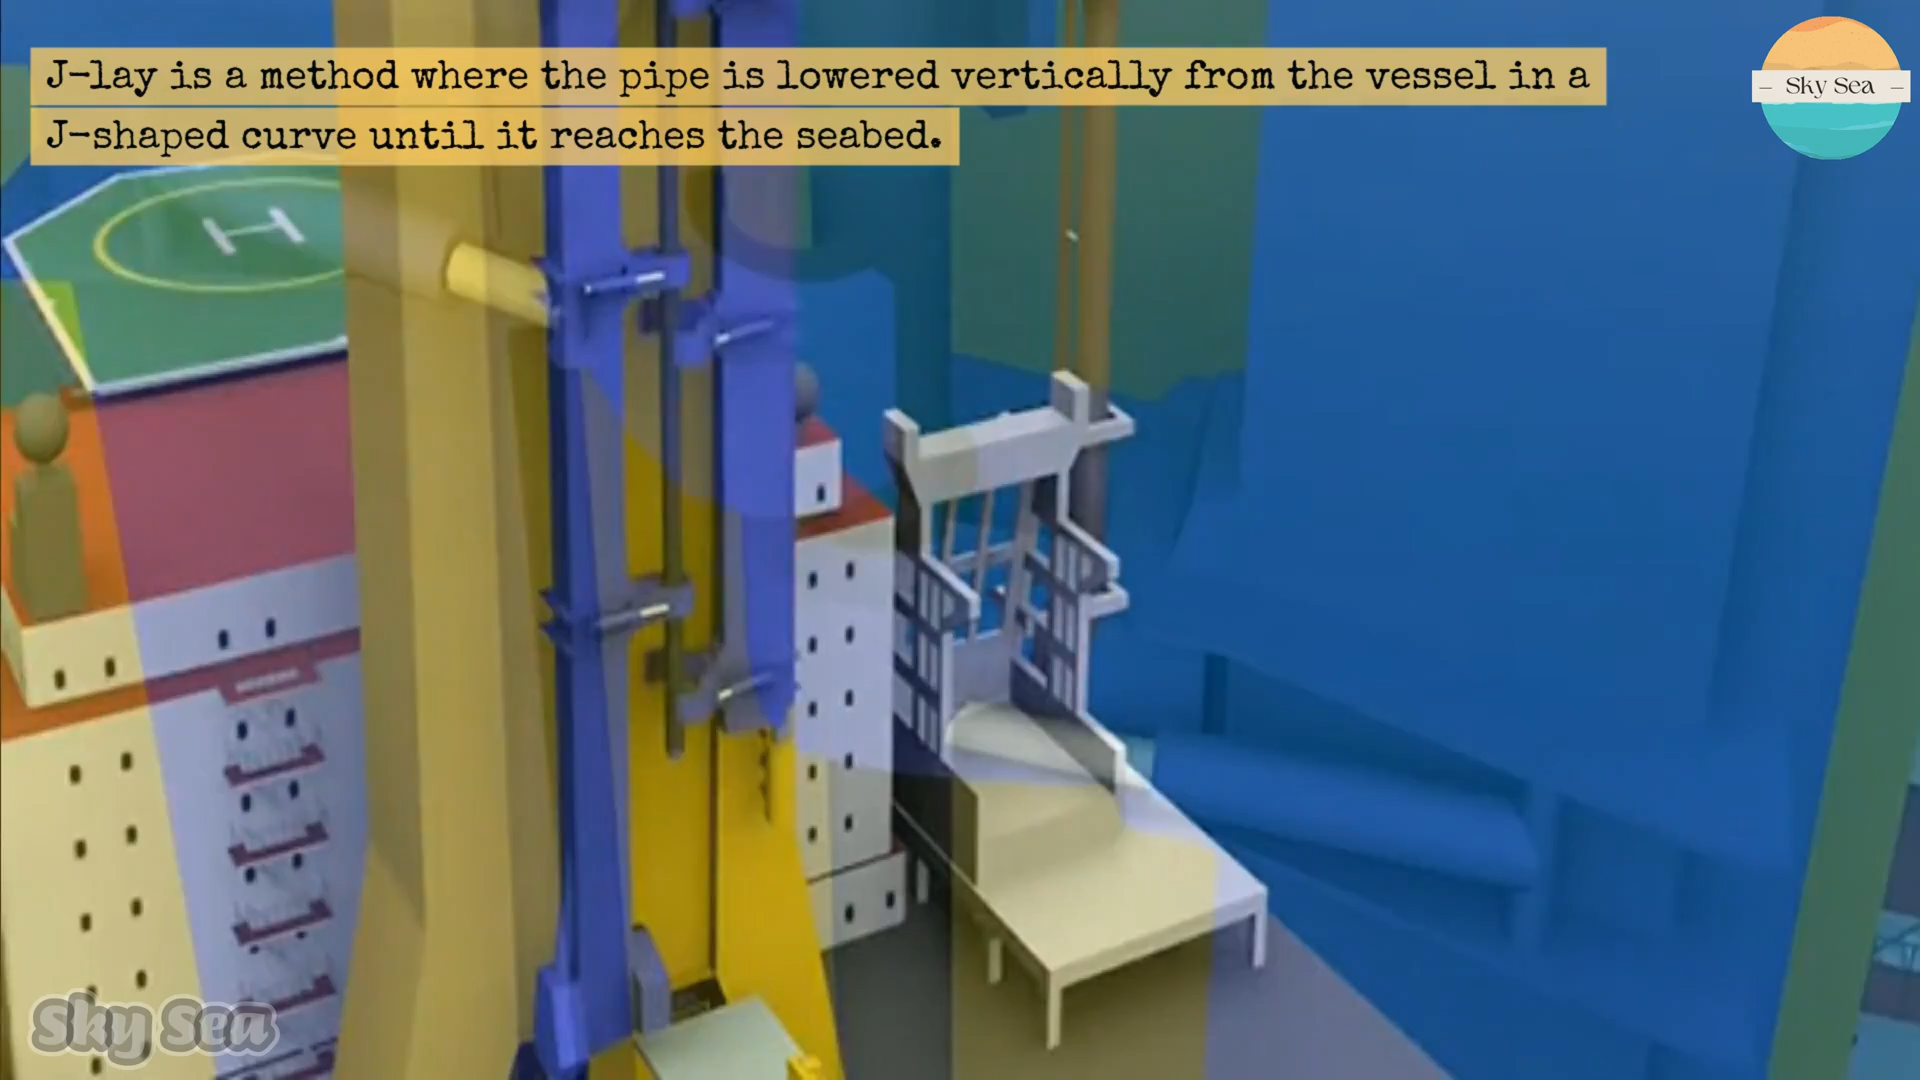 J-lay is a method where the pipe is lowered vertically from the vessel in a
J-shaped curve until it reaches the seabed.
— Sky Sea —
H
Sky Sea